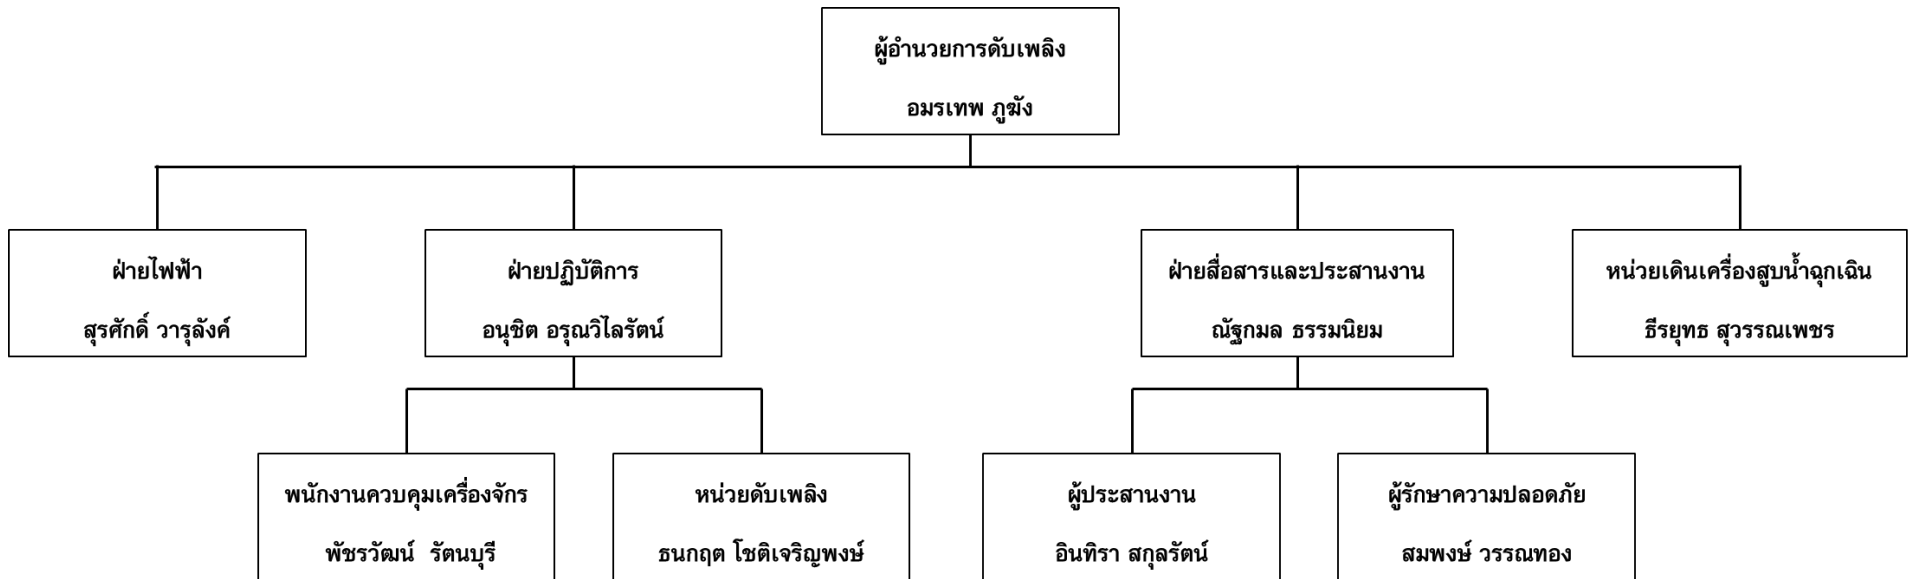 ผู้อำนวยการดับเพลิง
อมรเทพ ภูฆัง
ฝ่ายไฟฟ้า
สุรศักดิ์ วารุลังค์
ฝ่ายปฏิบัติการ
อนุชิต อรุณวิไลรัตน์
ฝ่ายสื่อสารและประสานงาน
ณัฐกมล ธรรมนิยม
หน่วยเดินเครื่องสูบน้ำฉุกเฉิน
ธีรยุทธ สุวรรณเพชร
พนักงานควบคุมเครื่องจักร
พัชรวัฒน์ รัตนบุรี
หน่วยดับเพลิง
ธนกฤต โชติเจริญพงษ์
ผู้ประสานงาน
อินทิรา สกุลรัตน์
ผู้รักษาความปลอดภัย
สมพงษ์ วรรณทอง